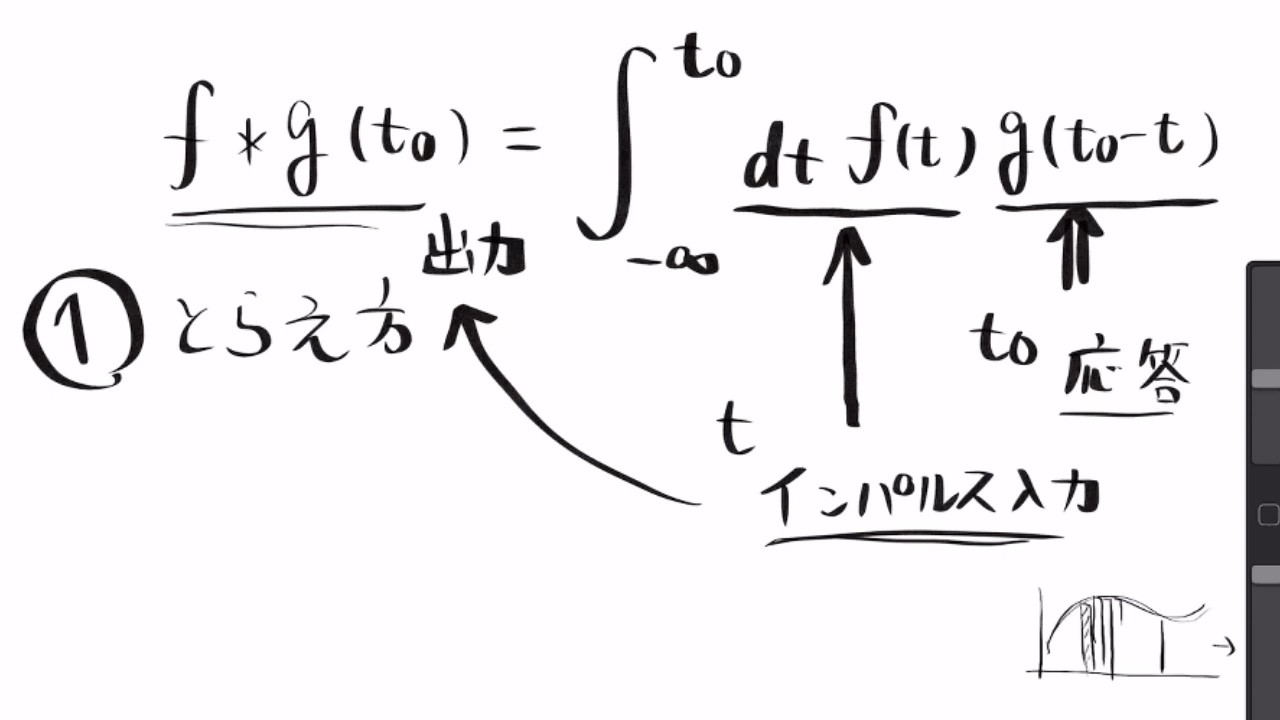 f * g (t₀) = ∫_{-∞}^{t₀} dt f(t) g(t₀-t)
出力
① とらえ方
t₀ 応答
t
インパルス入力